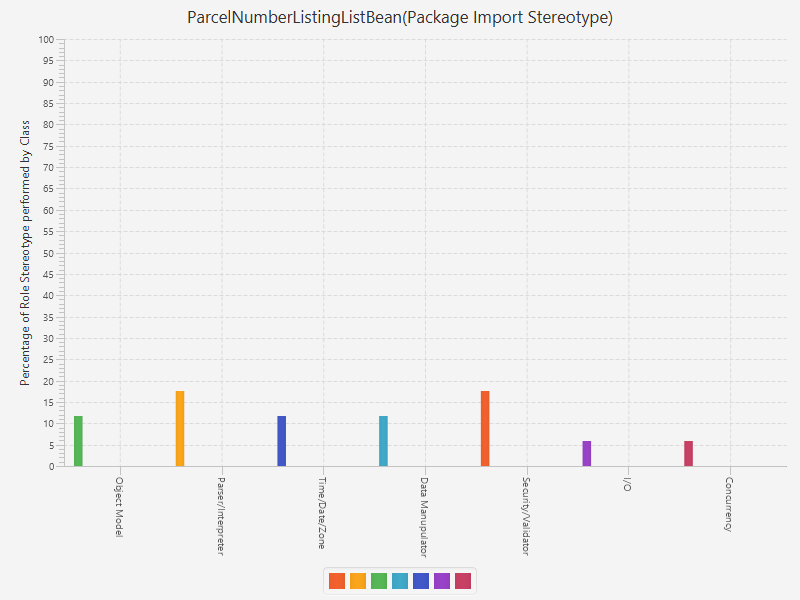 ParcelNumberListingListBean(Package Import Stereotype)
Percentage of Role Stereotype performed by Class
100
95
90
85
80
75
70
65
60
55
50
45
40
35
30
25
20
15
10
5
0
Object Model
Parser/Interpreter
Time/Date/Zone
Data Manupulator
Security/Validator
I/O
Concurrency